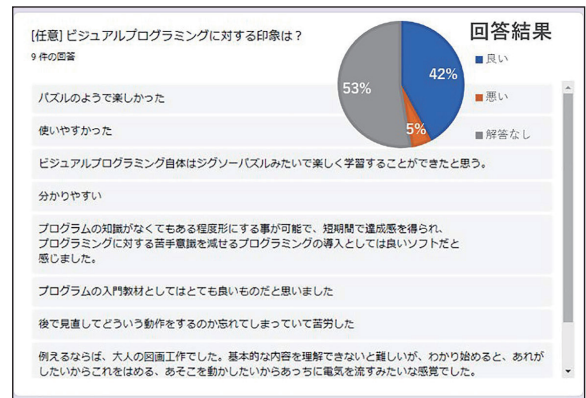 [任意] ビジュアルプログラミングに対する印象は？
9 件の回答
回答結果
良い
悪い
解答なし
42%
53%
5%
パズルのようで楽しかった
使いやすかった
ビジュアルプログラミング自体はジグソーパズルみたいで楽しく学習することができたと思う。
分かりやすい
プログラムの知識がなくてもある程度形にする事が可能で、短期間で達成感を得られ、
プログラミングに対する苦手意識を減せるプログラミングの導入としては良いソフトだと
感じました。
プログラムの入門教材としてはとても良いものだと思いました
後で見直してどういう動作をするのか忘れてしまっていて苦労した
例えるならば、大人の図画工作でした。基本的な内容を理解できないと難しいが、わかり始めると、あれが
したいからこれをはめる、あそこを動かしたいからあっちに電気を流すみたいな感覚でした。